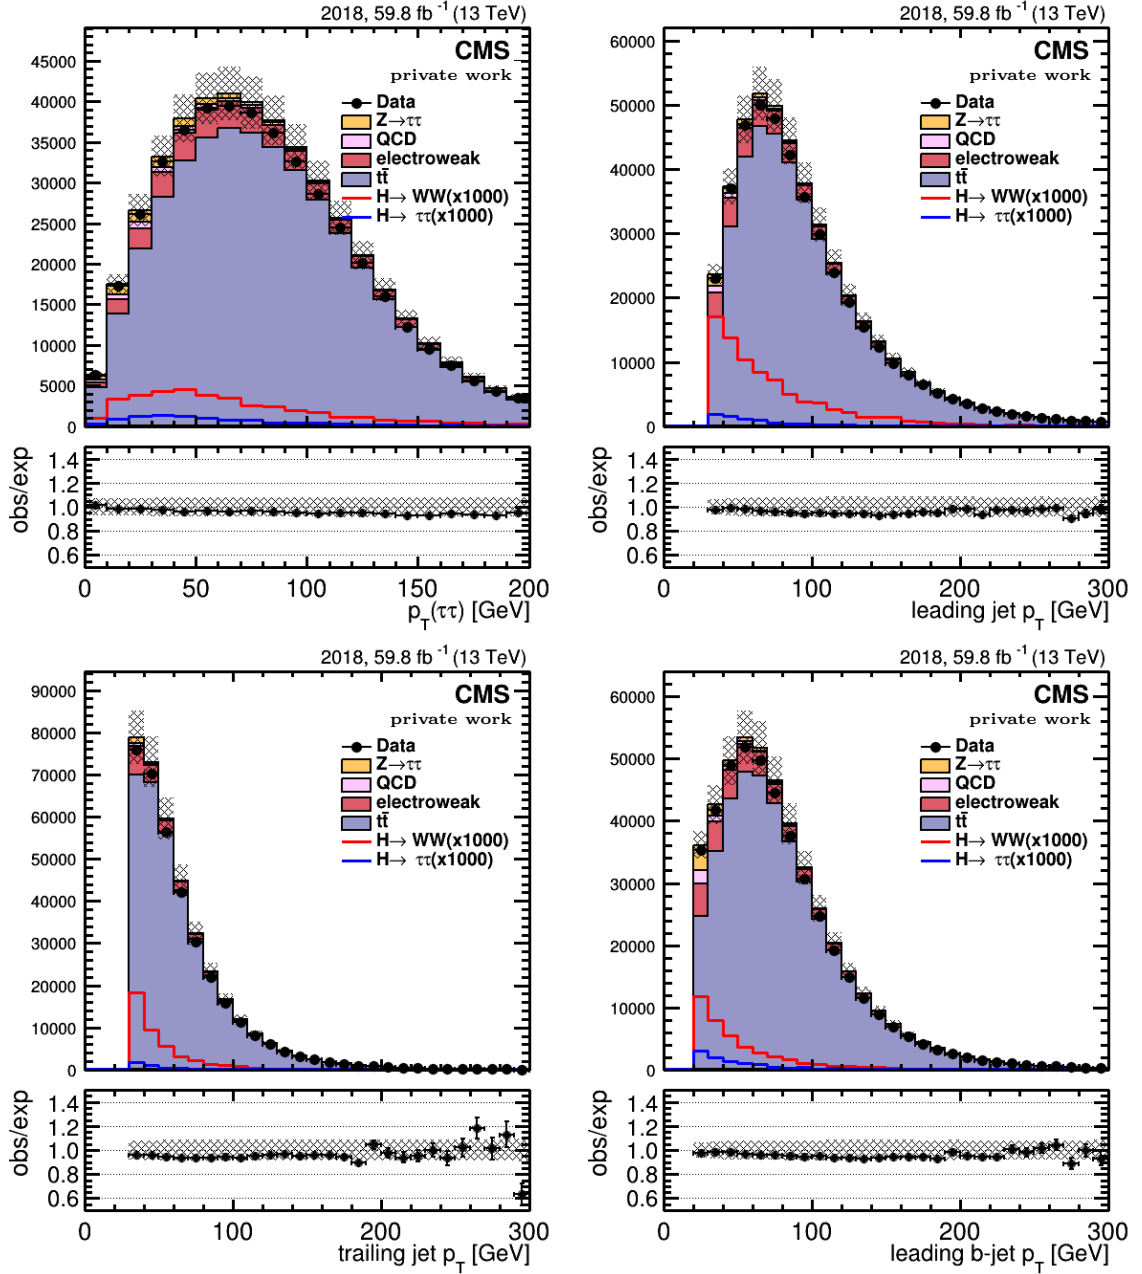 2018, 59.8 fb⁻¹ (13 TeV)
CMS
private work
Data
Z→ττ
QCD
electroweak
tt̄
H→ WW(x1000)
H→ ττ(x1000)
45000
40000
35000
30000
25000
20000
15000
10000
5000
0
obs/exp
1.4
1.2
1.0
0.8
0.6
0 50 100 150 200
p_T(ττ) [GeV]
2018, 59.8 fb⁻¹ (13 TeV)
CMS
private work
Data
Z→ττ
QCD
electroweak
tt̄
H→ WW(x1000)
H→ ττ(x1000)
60000
50000
40000
30000
20000
10000
0
obs/exp
1.4
1.2
1.0
0.8
0.6
0 100 200 300
leading jet p_T [GeV]
2018, 59.8 fb⁻¹ (13 TeV)
CMS
private work
Data
Z→ττ
QCD
electroweak
tt̄
H→ WW(x1000)
H→ ττ(x1000)
90000
80000
70000
60000
50000
40000
30000
20000
10000
0
obs/exp
1.4
1.2
1.0
0.8
0.6
0 100 200 300
trailing jet p_T [GeV]
2018, 59.8 fb⁻¹ (13 TeV)
CMS
private work
Data
Z→ττ
QCD
electroweak
tt̄
H→ WW(x1000)
H→ ττ(x1000)
60000
50000
40000
30000
20000
10000
0
obs/exp
1.4
1.2
1.0
0.8
0.6
0 100 200 300
leading b-jet p_T [GeV]